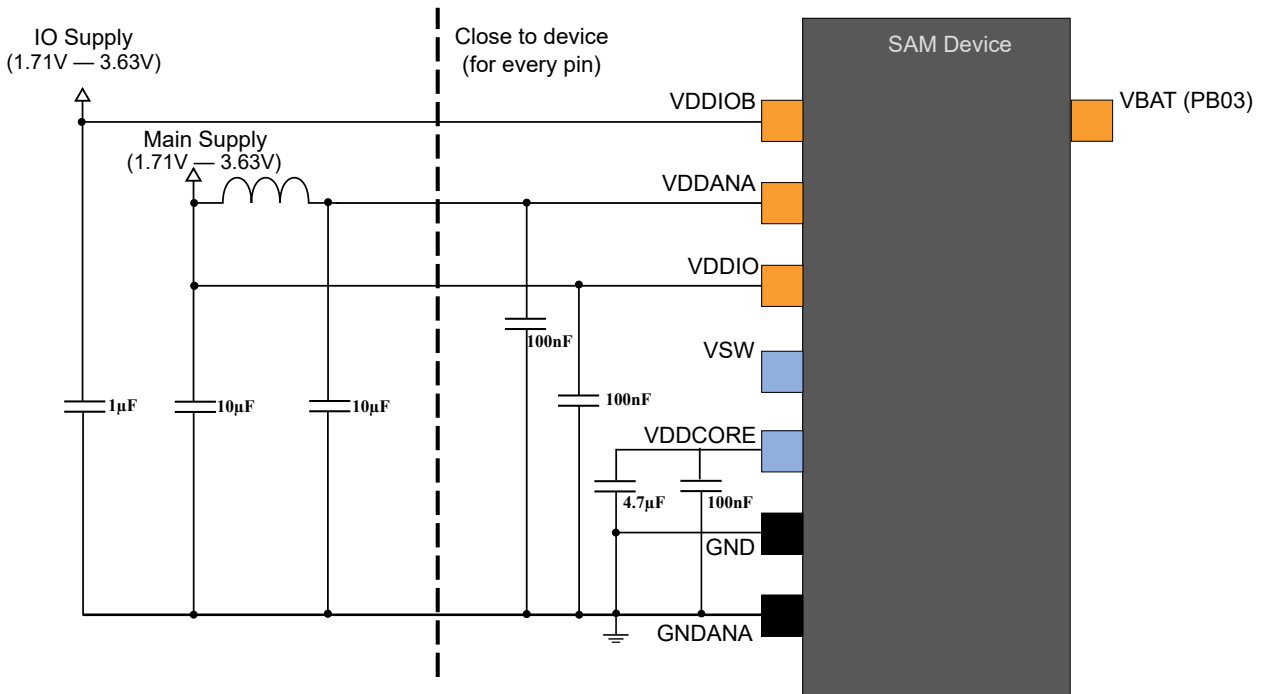 IO Supply
(1.71V — 3.63V)
Close to device
(for every pin)
SAM Device
VDDIOB
VBAT (PB03)
Main Supply
(1.71V — 3.63V)
VDDANA
VDDIO
100nF
VSW
1µF
10µF
10µF
100nF
VDDCORE
4.7µF
100nF
GND
GNDANA